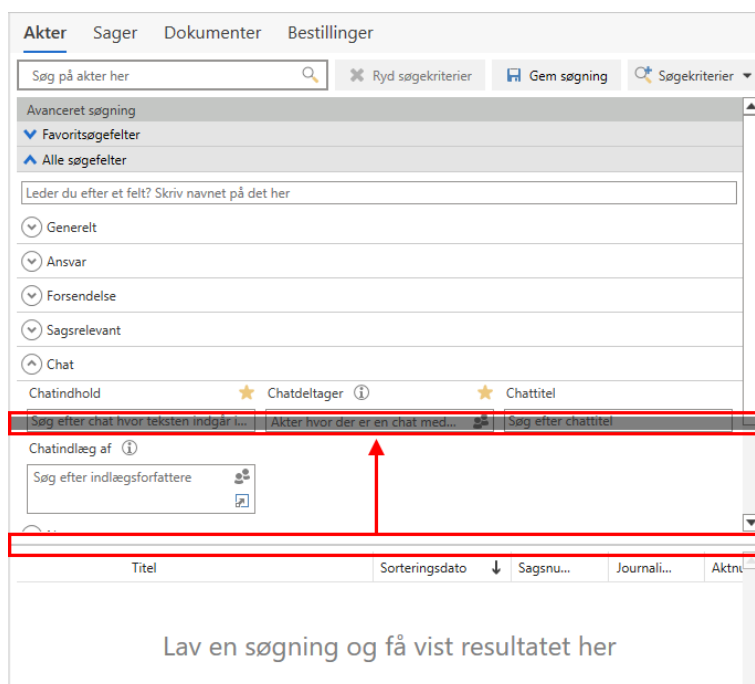 Akter Sager Dokumenter Bestillinger
Søg på akter her Ryd søgekriterier Gem søgning Søgekriterier
Avanceret søgning
Favoritsøgefelter
Alle søgefelter
Leder du efter et felt? Skriv navnet på det her
Generelt
Ansvar
Forsendelse
Sagsrelevant
Chat
Chatindhold Chatdeltager Chattitel
Søg efter chat hvor teksten indgår i... Akter hvor der er en chat med... Søg efter chattitel
Chatindlæg af
Søg efter indlægsforfattere
Titel Sorteringsdato Sagsnu... Journali... Aktnu
Lav en søgning og få vist resultatet her